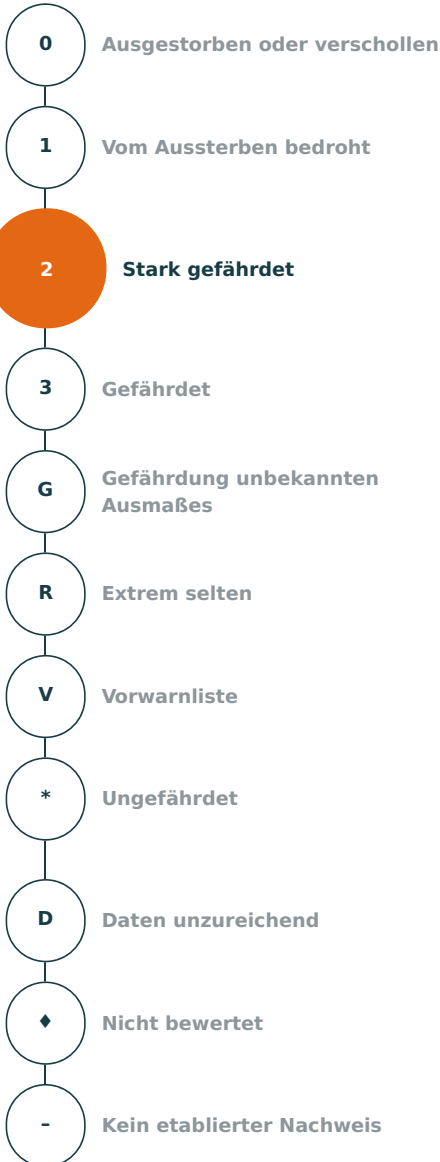 0 Ausgestorben oder verschollen
1 Vom Aussterben bedroht
2 Stark gefährdet
3 Gefährdet
G Gefährdung unbekannten
Ausmaßes
R Extrem selten
V Vorwarnliste
* Ungefährdet
D Daten unzureichend
♦ Nicht bewertet
– Kein etablierter Nachweis